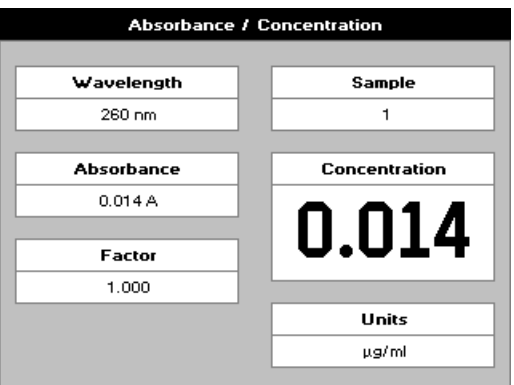 Absorbance / Concentration
Wavelength
260 nm
Sample
1
Absorbance
0.014 A
Concentration
0.014
Factor
1.000
Units
µg/ml